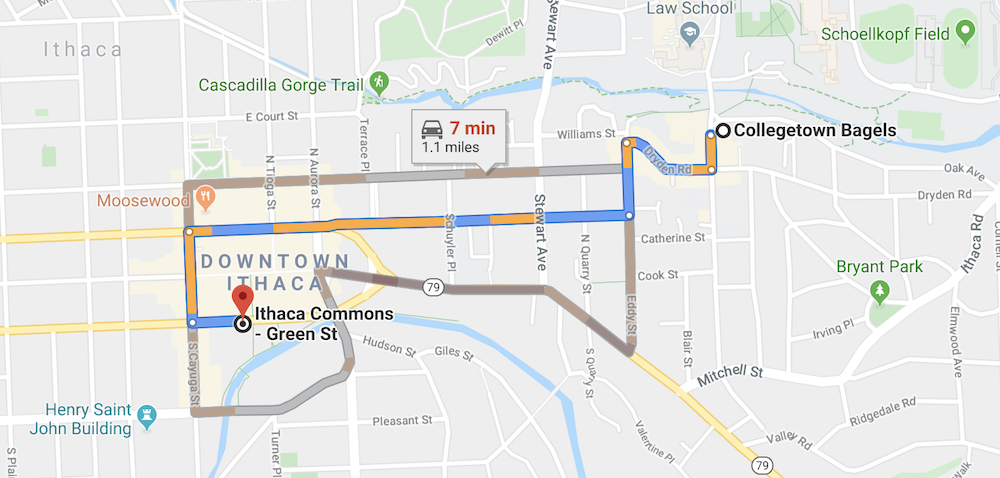 Stewart Ave
Law School
Ithaca
Dewitt Pl
Schoellkopf Field
Cascadilla Gorge Trail
E Court St
Terrace Pl
7 min
1.1 miles
Williams St
Collegetown Bagels
N Tioga St
N Aurora St
Dryden Rd
Oak Ave
Dryden Rd
Moosewood
Schuyler Pl
Stewart Ave
N Quarry St
Catherine St
Ithaca Rd
DOWNTOWN
ITHACA
Cook St
Bryant Park
79
Eddy St
Ithaca Commons
- Green St
Irving Pl
Elmwood Ave
Hudson St
Giles St
S Quarry St
Blair St
Mitchell St
S Cayuga St
Henry Saint
John Building
Pleasant St
Ridgedale Rd
Turner Pl
Valentine Pl
Valley Rd
79
S Plain